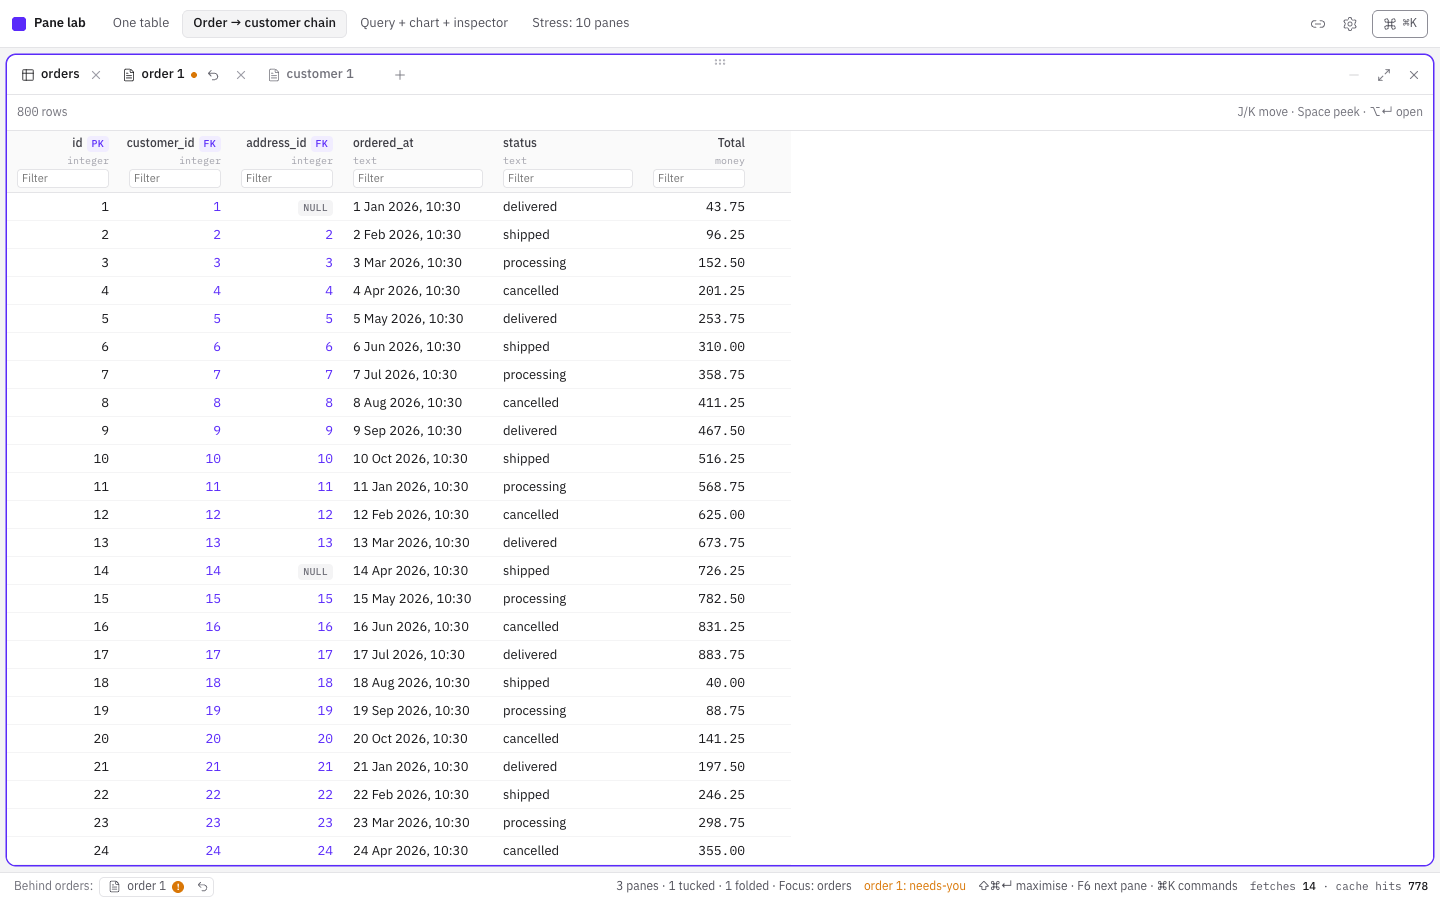 Pane lab One table Order → customer chain Query + chart + inspector Stress: 10 panes ⌘ ⌘K
orders order 1 customer 1
800 rows J/K move · Space peek · ⌥↵ open
id PK customer_id FK address_id FK ordered_at status Total
integer integer integer text text money
Filter Filter Filter Filter Filter Filter
1 1 NULL 1 Jan 2026, 10:30 delivered 43.75
2 2 2 2 Feb 2026, 10:30 shipped 96.25
3 3 3 3 Mar 2026, 10:30 processing 152.50
4 4 4 4 Apr 2026, 10:30 cancelled 201.25
5 5 5 5 May 2026, 10:30 delivered 253.75
6 6 6 6 Jun 2026, 10:30 shipped 310.00
7 7 7 7 Jul 2026, 10:30 processing 358.75
8 8 8 8 Aug 2026, 10:30 cancelled 411.25
9 9 9 9 Sep 2026, 10:30 delivered 467.50
10 10 10 10 Oct 2026, 10:30 shipped 516.25
11 11 11 11 Jan 2026, 10:30 processing 568.75
12 12 12 12 Feb 2026, 10:30 cancelled 625.00
13 13 13 13 Mar 2026, 10:30 delivered 673.75
14 14 NULL 14 Apr 2026, 10:30 shipped 726.25
15 15 15 15 May 2026, 10:30 processing 782.50
16 16 16 16 Jun 2026, 10:30 cancelled 831.25
17 17 17 17 Jul 2026, 10:30 delivered 883.75
18 18 18 18 Aug 2026, 10:30 shipped 40.00
19 19 19 19 Sep 2026, 10:30 processing 88.75
20 20 20 20 Oct 2026, 10:30 cancelled 141.25
21 21 21 21 Jan 2026, 10:30 delivered 197.50
22 22 22 22 Feb 2026, 10:30 shipped 246.25
23 23 23 23 Mar 2026, 10:30 processing 298.75
24 24 24 24 Apr 2026, 10:30 cancelled 355.00
Behind orders: order 1 ! 3 panes · 1 tucked · 1 folded · Focus: orders order 1: needs-you ⇧⌘↵ maximise · F6 next pane · ⌘K commands fetches 14 · cache hits 778